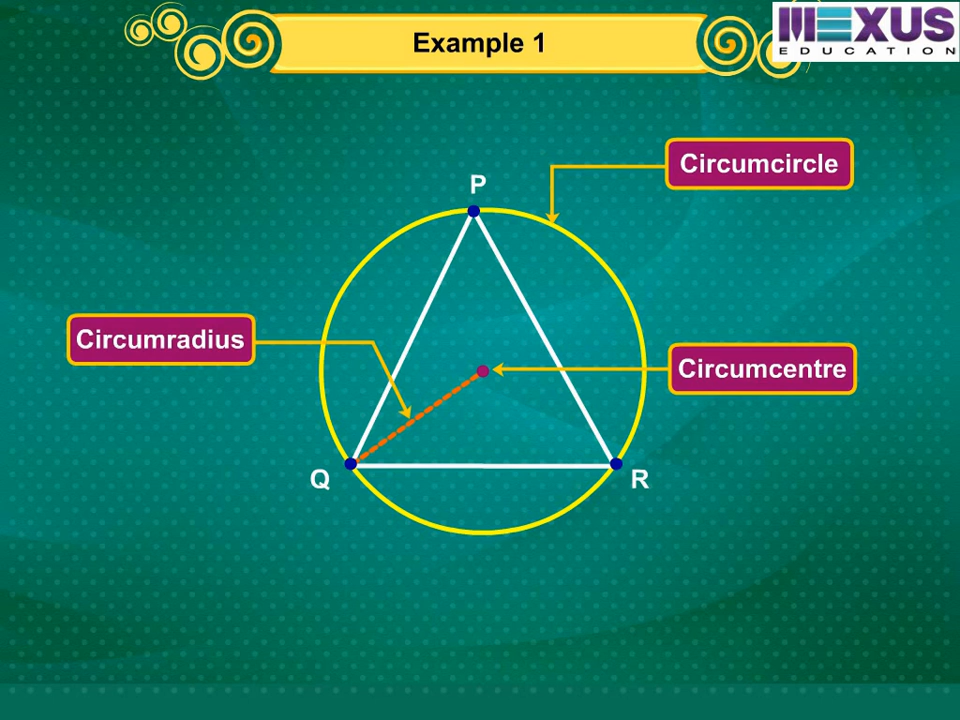 Example 1
MEXUS
EDUCATION
Circumcircle
P
Circumradius
Circumcentre
Q
R